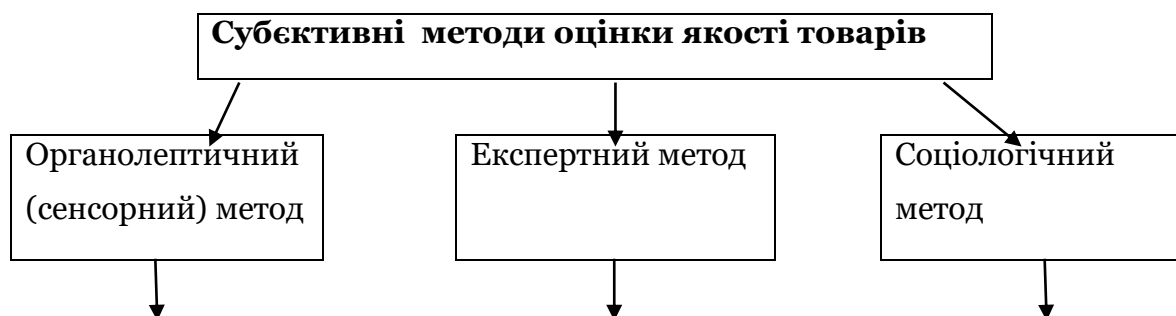 Субєктивні методи оцінки якості товарів
Органолептичний
(сенсорний) метод
Експертний метод
Соціологічний
метод